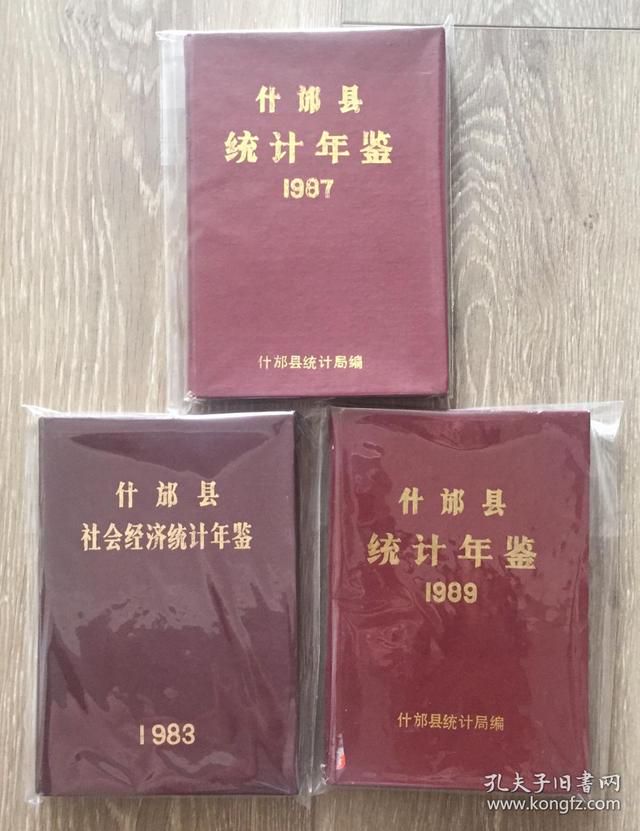 什邡县
统计年鉴
1987
什邡县统计局编
什邡县
社会经济统计年鉴
1983
什邡县
统计年鉴
1989
什邡县统计局编
孔夫子旧书网
www.kongfz.com